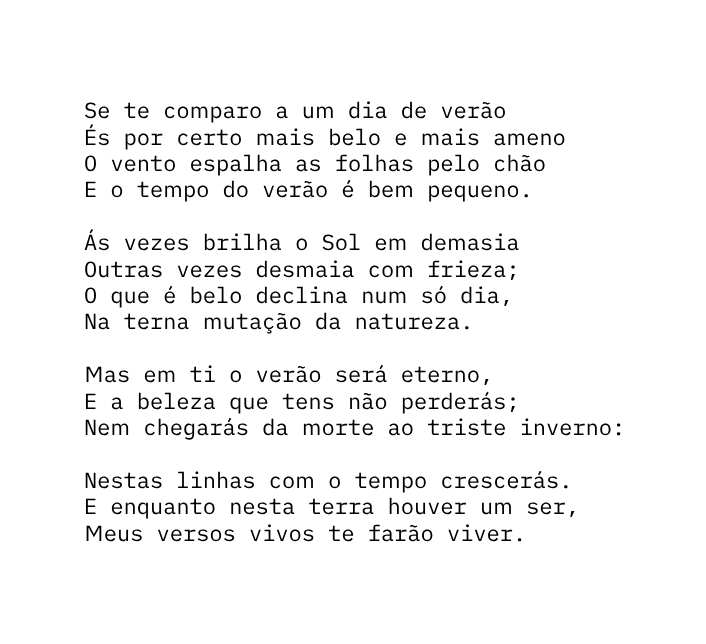 Se te comparo a um dia de verão
És por certo mais belo e mais ameno
O vento espalha as folhas pelo chão
E o tempo do verão é bem pequeno.

Ás vezes brilha o Sol em demasia
Outras vezes desmaia com frieza;
O que é belo declina num só dia,
Na terna mutação da natureza.

Mas em ti o verão será eterno,
E a beleza que tens não perderás;
Nem chegarás da morte ao triste inverno:

Nestas linhas com o tempo crescerás.
E enquanto nesta terra houver um ser,
Meus versos vivos te farão viver.